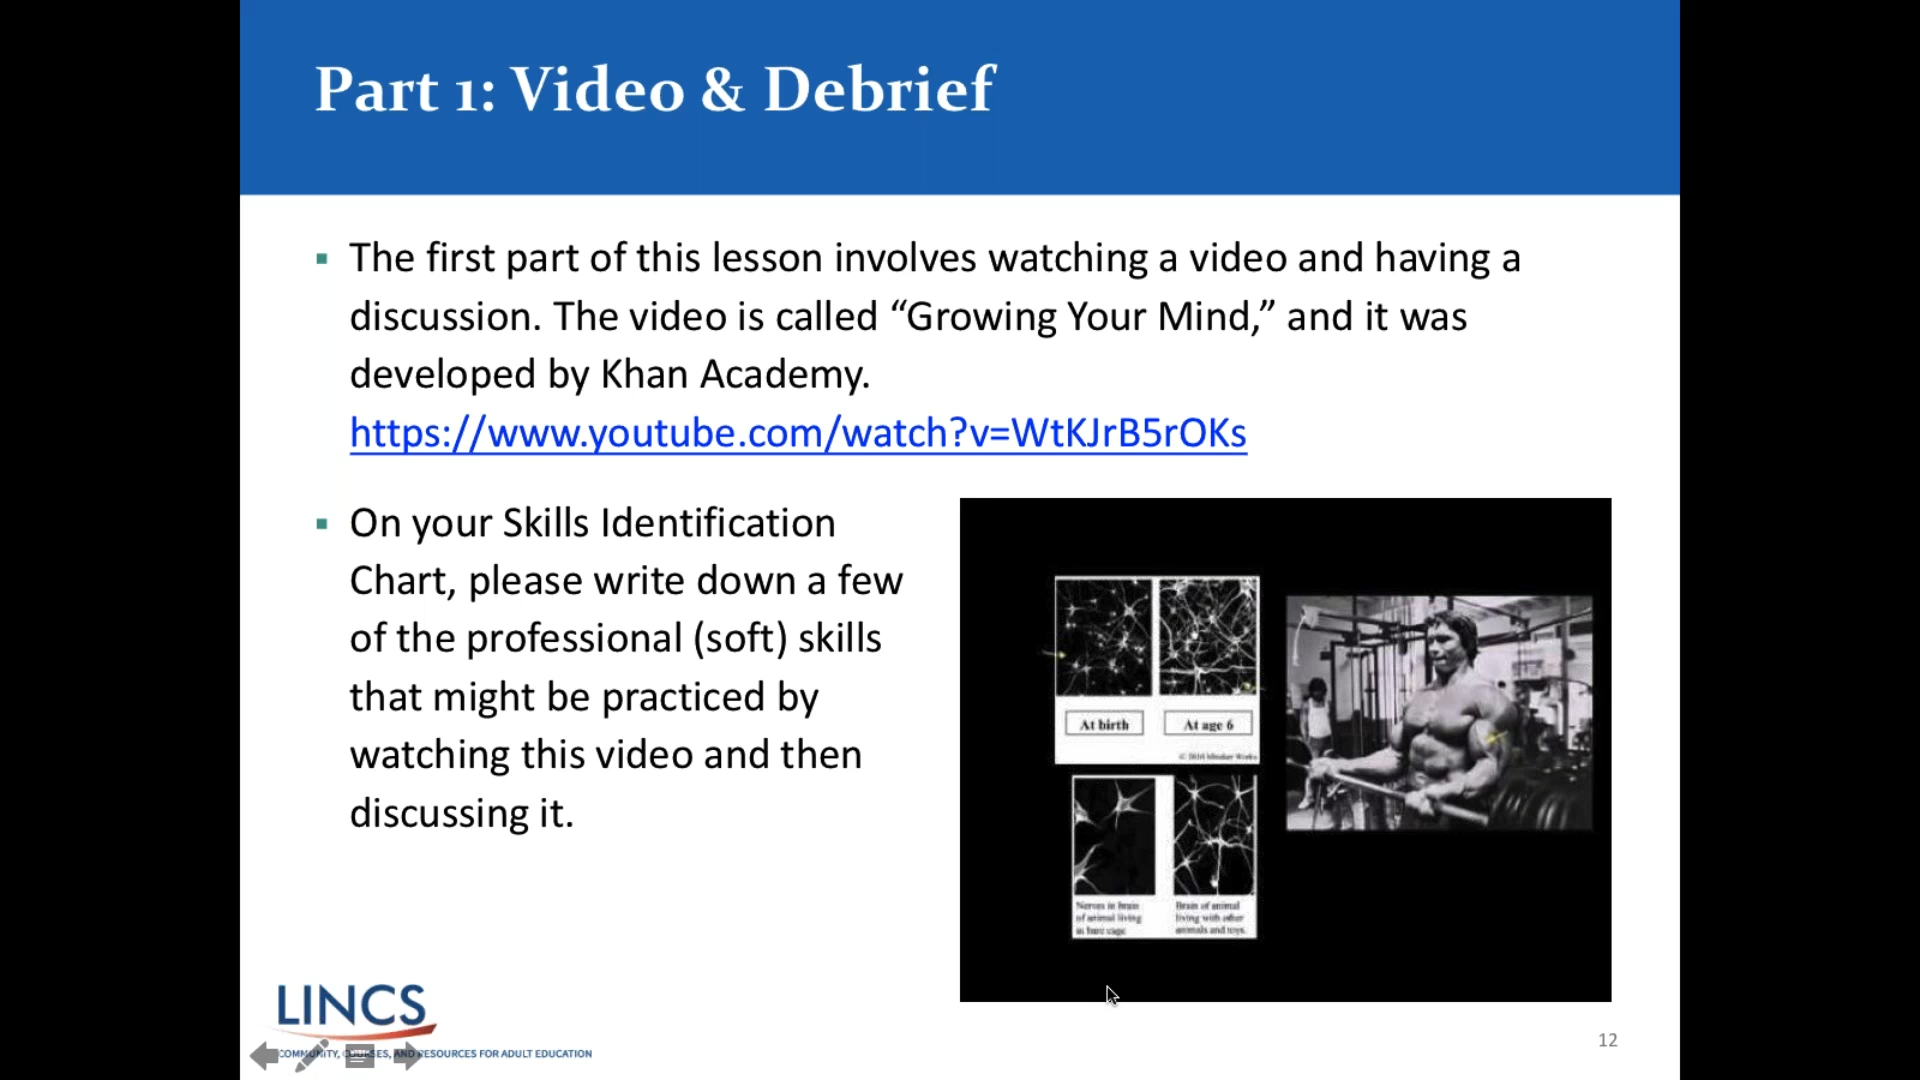 Part 1: Video & Debrief
▪ The first part of this lesson involves watching a video and having a
discussion. The video is called “Growing Your Mind,” and it was
developed by Khan Academy.
https://www.youtube.com/watch?v=WtKJrB5rOKs
▪ On your Skills Identification
Chart, please write down a few
of the professional (soft) skills
that might be practiced by
watching this video and then
discussing it.
At birth
At age 6
Nerves in brain
of animal living
in bare cage
Brain of animal
living with other
animals and toys.
LINCS
COMMUNITY, COURSES, AND RESOURCES FOR ADULT EDUCATION
12